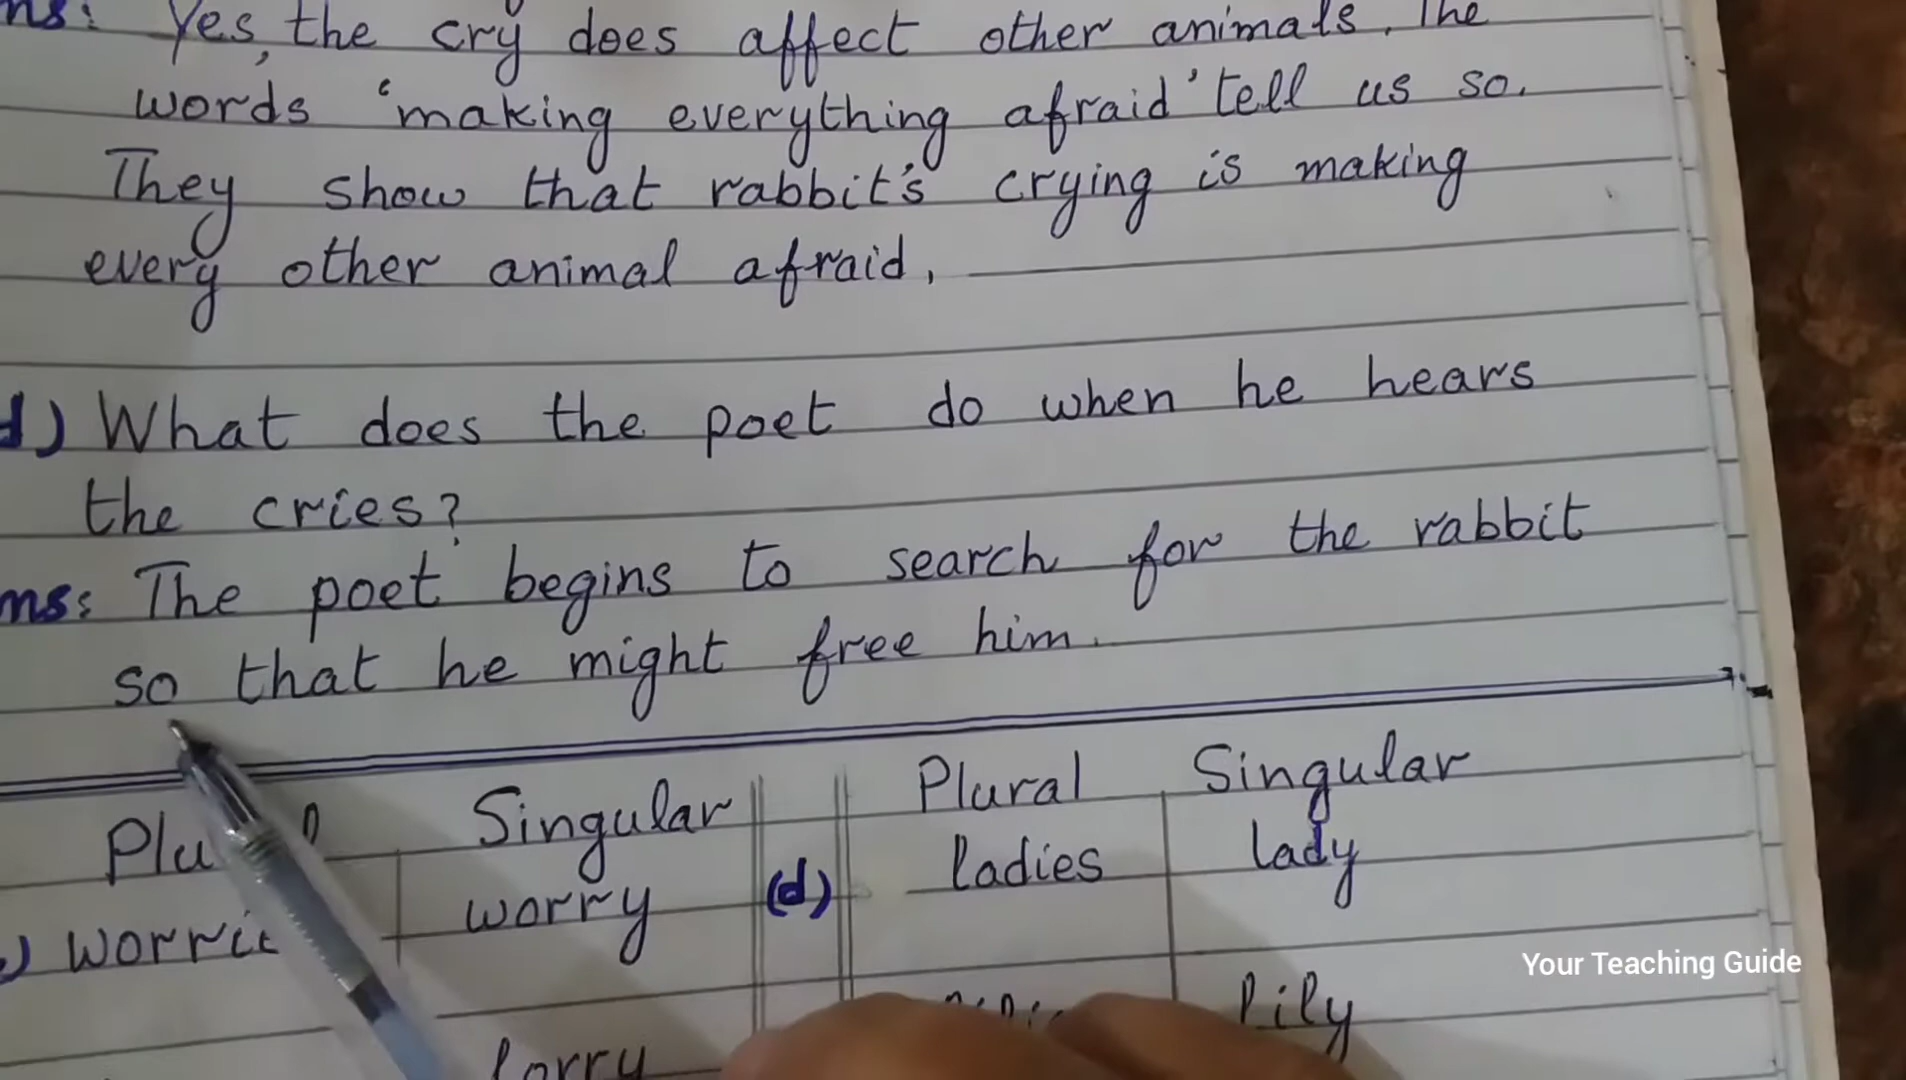 ns: Yes, the cry does affect other animals. The
words 'making everything afraid' tell us so.
They show that rabbit's crying is making
every other animal afraid.
d) What does the poet do when he hears
the cries?
ns: The poet begins to search for the rabbit
so that he might free him.
Singular Plural Singular
worry (d) ladies lady
lily
lorry
Your Teaching Guide